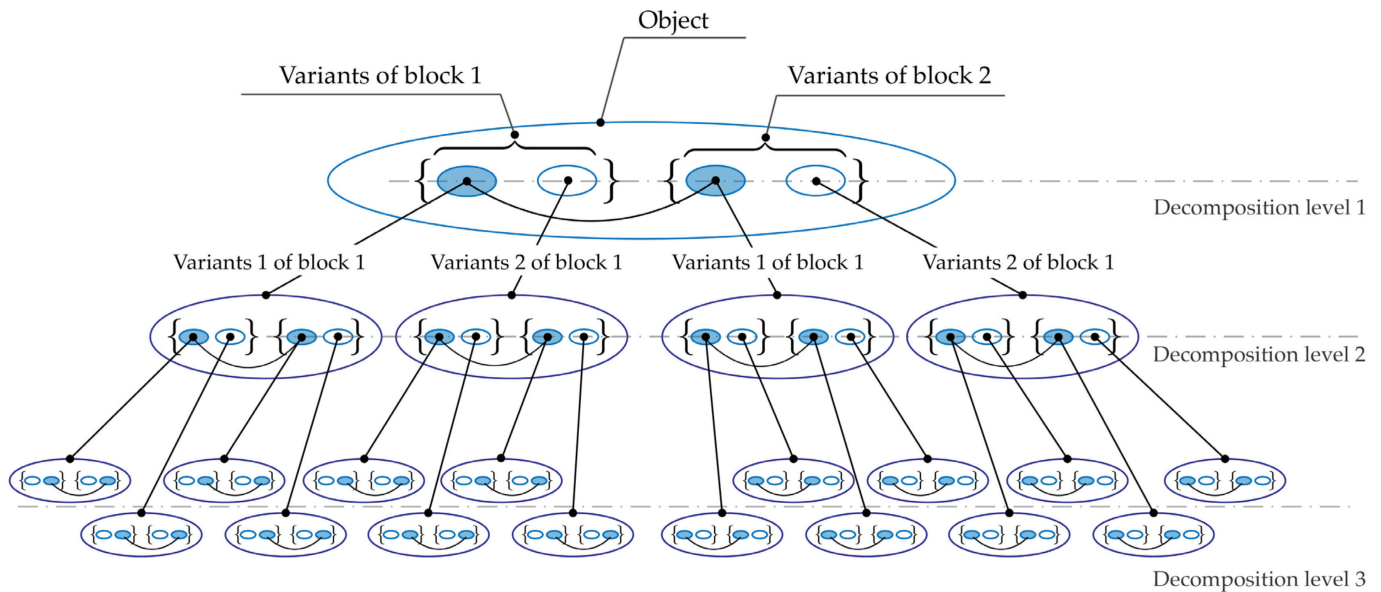 Object
Variants of block 1
Variants of block 2
Decomposition level 1
Variants 1 of block 1
Variants 2 of block 1
Variants 1 of block 1
Variants 2 of block 1
Decomposition level 2
Decomposition level 3